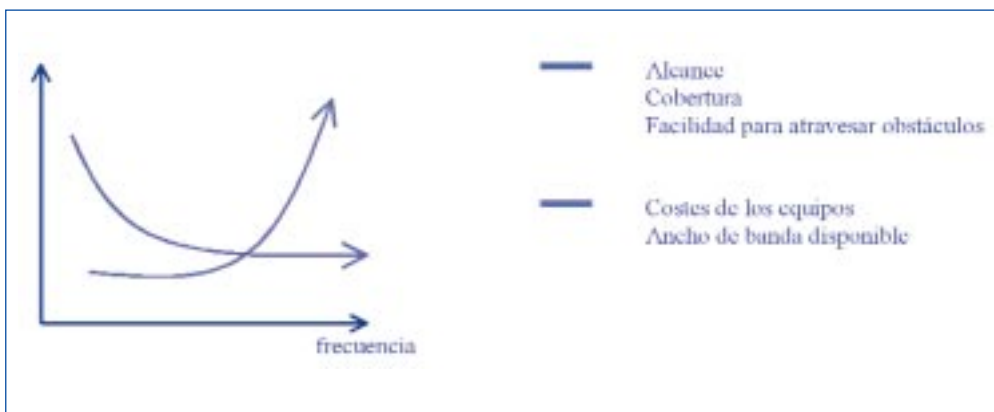 Alcance
Cobertura
Facilidad para atravesar obstáculos
Costes de los equipos
Ancho de banda disponible
frecuencia